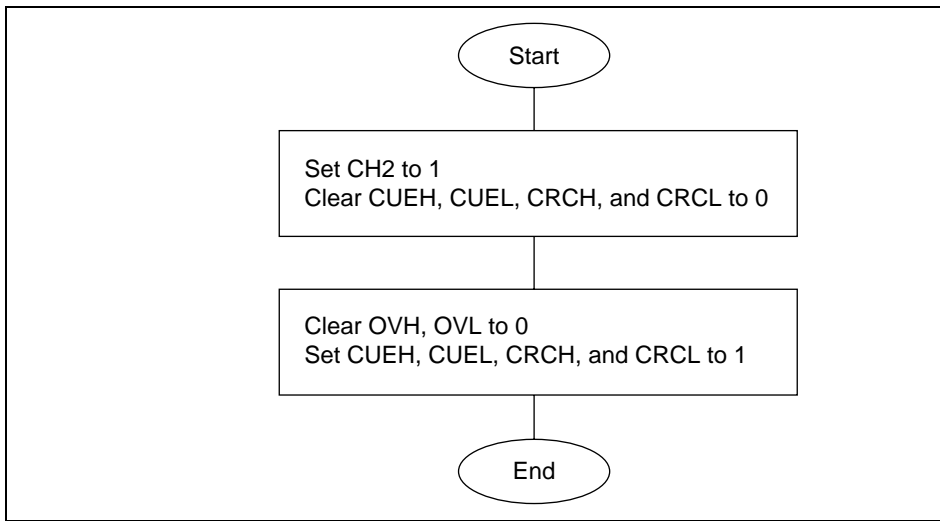 Start
Set CH2 to 1
Clear CUEH, CUEL, CRCH, and CRCL to 0
Clear OVH, OVL to 0
Set CUEH, CUEL, CRCH, and CRCL to 1
End